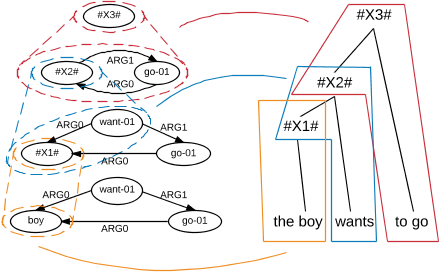 #X3#
#X3#
ARG1
#X2#
go-01
ARG0
#X2#
want-01
ARG0
ARG1
#X1#
#X1#
go-01
ARG0
want-01
ARG0
ARG1
boy
go-01
ARG0
the boy wants to go